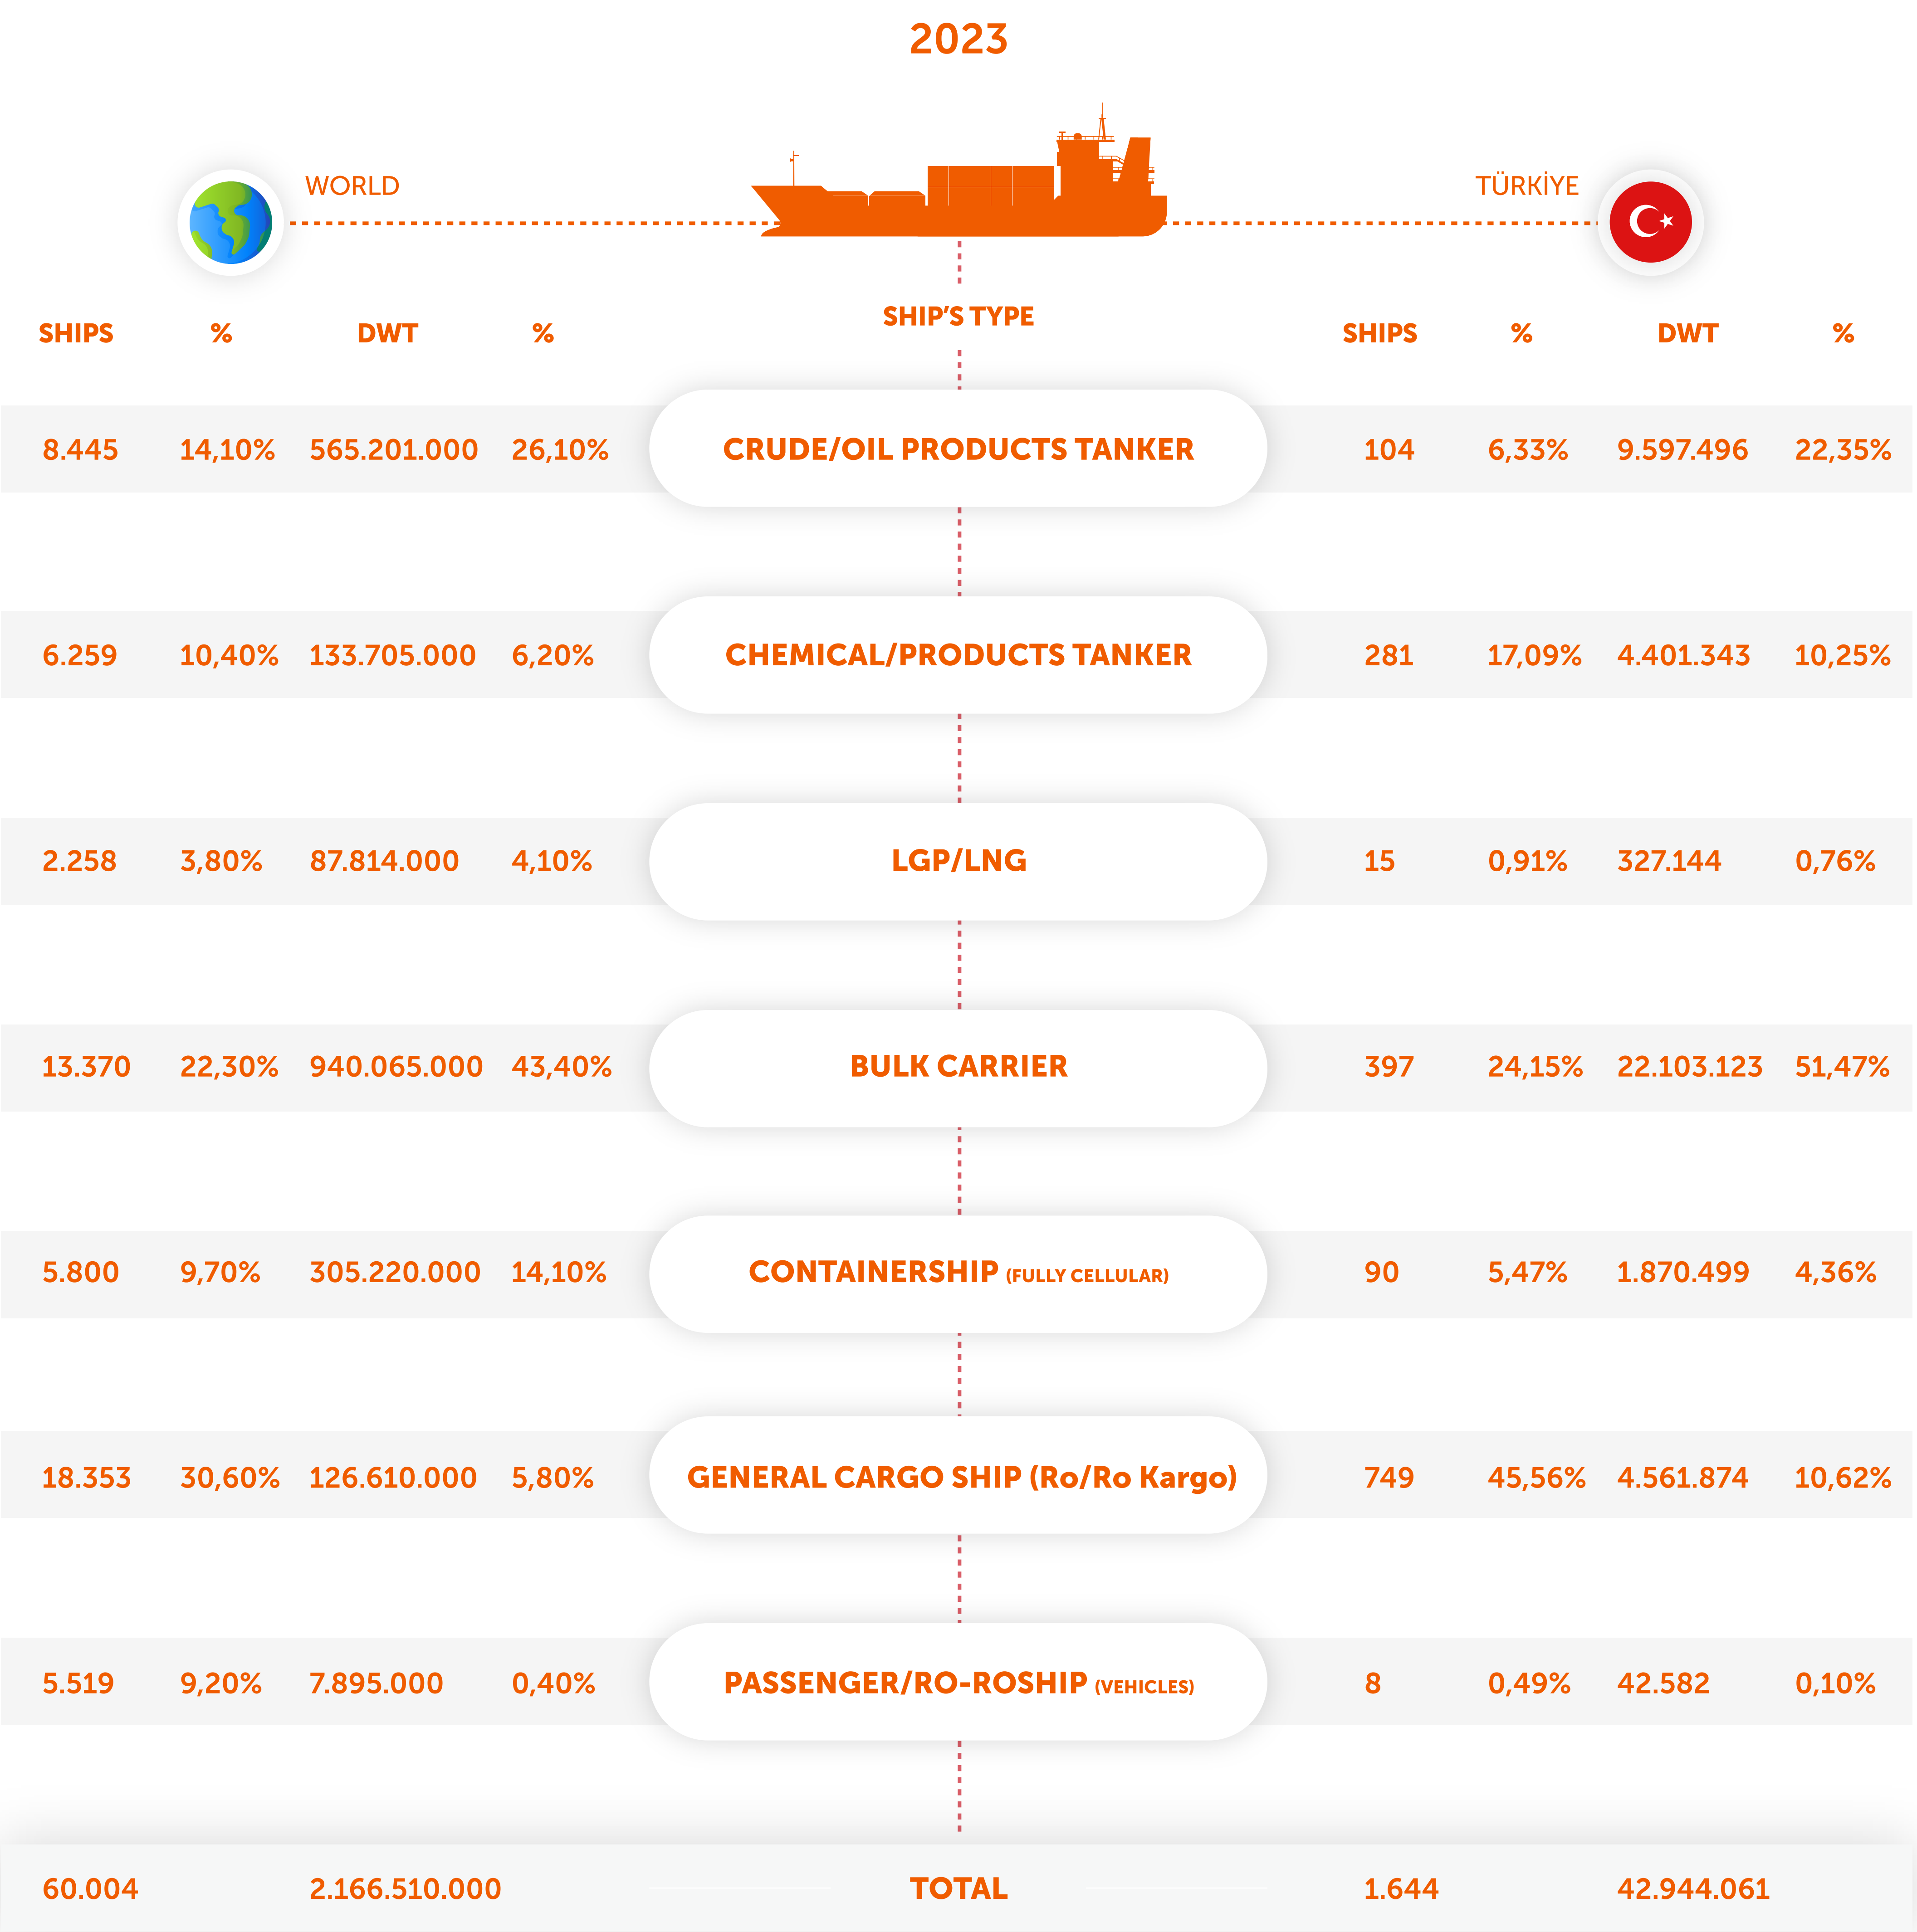 2023
WORLD
TÜRKİYE
SHIPS % DWT % SHIP’S TYPE SHIPS % DWT %
8.445 14,10% 565.201.000 26,10% CRUDE/OIL PRODUCTS TANKER 104 6,33% 9.597.496 22,35%
6.259 10,40% 133.705.000 6,20% CHEMICAL/PRODUCTS TANKER 281 17,09% 4.401.343 10,25%
2.258 3,80% 87.814.000 4,10% LGP/LNG 15 0,91% 327.144 0,76%
13.370 22,30% 940.065.000 43,40% BULK CARRIER 397 24,15% 22.103.123 51,47%
5.800 9,70% 305.220.000 14,10% CONTAINERSHIP (FULLY CELLULAR) 90 5,47% 1.870.499 4,36%
18.353 30,60% 126.610.000 5,80% GENERAL CARGO SHIP (Ro/Ro Kargo) 749 45,56% 4.561.874 10,62%
5.519 9,20% 7.895.000 0,40% PASSENGER/RO-ROSHIP (VEHICLES) 8 0,49% 42.582 0,10%
60.004 2.166.510.000 TOTAL 1.644 42.944.061